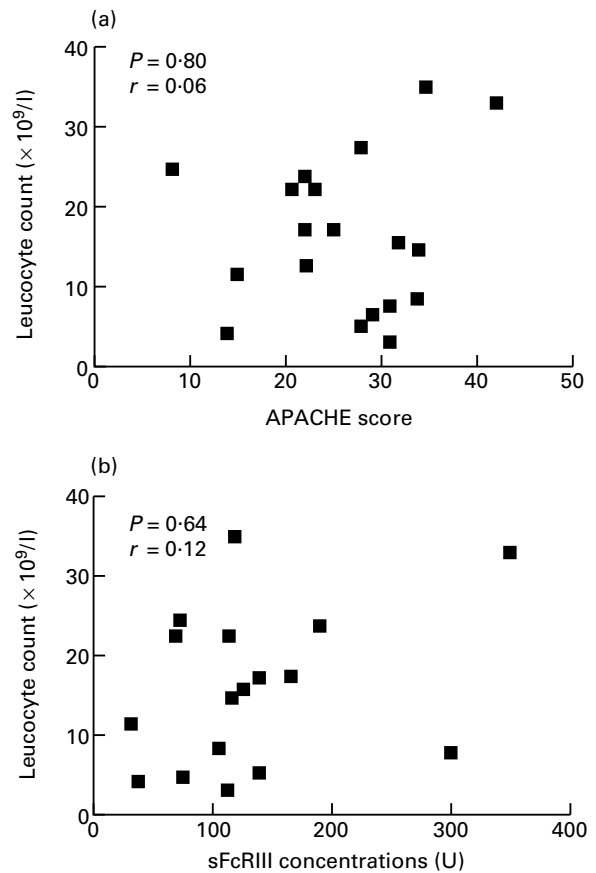 (a)
40
P = 0·80
r = 0·06
30
20
10
0
Leucocyte count (× 10⁹/l)
0 10 20 30 40 50
APACHE score
(b)
40
P = 0·64
r = 0·12
30
20
10
0
Leucocyte count (× 10⁹/l)
0 100 200 300 400
sFcRIII concentrations (U)